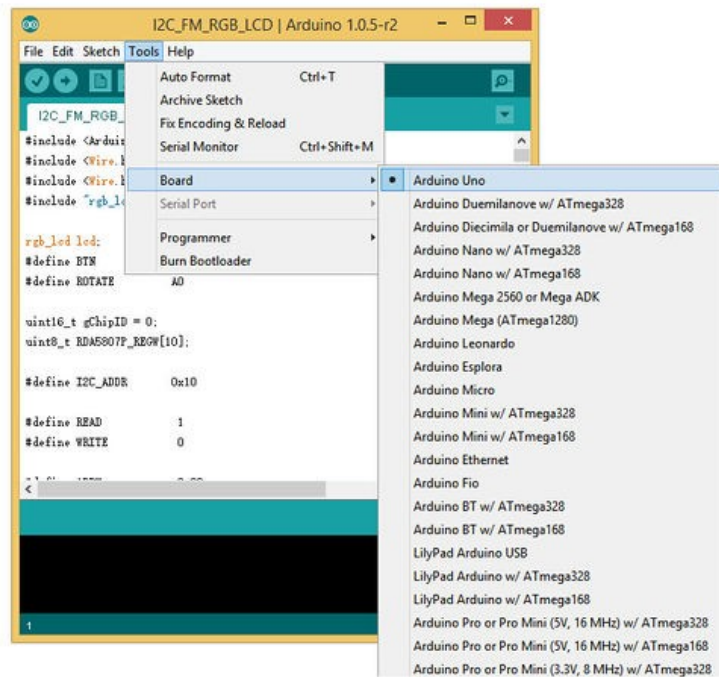 I2C_FM_RGB_LCD | Arduino 1.0.5-r2
File Edit Sketch Tools Help
Auto Format Ctrl+T
Archive Sketch
Fix Encoding & Reload
Serial Monitor Ctrl+Shift+M
Board
Serial Port
Programmer
Burn Bootloader
I2C_FM_RGB_
#include <Arduin
#include <Wire.h
#include <Wire.h
#include "rgb_lc
rgb_lcd lcd;
#define BTN
#define ROTATE A0
uint16_t gChipID = 0;
uint8_t RDA5807P_REGW[10];
#define I2C_ADDR 0x10
#define READ 1
#define WRITE 0
1
Arduino Uno
Arduino Duemilanove w/ ATmega328
Arduino Diecimila or Duemilanove w/ ATmega168
Arduino Nano w/ ATmega328
Arduino Nano w/ ATmega168
Arduino Mega 2560 or Mega ADK
Arduino Mega (ATmega1280)
Arduino Leonardo
Arduino Esplora
Arduino Micro
Arduino Mini w/ ATmega328
Arduino Mini w/ ATmega168
Arduino Ethernet
Arduino Fio
Arduino BT w/ ATmega328
Arduino BT w/ ATmega168
LilyPad Arduino USB
LilyPad Arduino w/ ATmega328
LilyPad Arduino w/ ATmega168
Arduino Pro or Pro Mini (5V, 16 MHz) w/ ATmega328
Arduino Pro or Pro Mini (5V, 16 MHz) w/ ATmega168
Arduino Pro or Pro Mini (3.3V, 8 MHz) w/ ATmega328